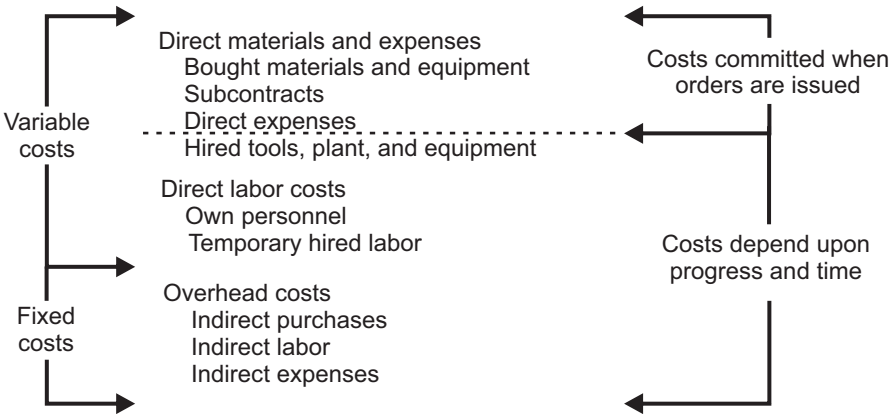 Direct materials and expenses
Bought materials and equipment
Subcontracts
Direct expenses
Hired tools, plant, and equipment
Direct labor costs
Own personnel
Temporary hired labor
Overhead costs
Indirect purchases
Indirect labor
Indirect expenses
Variable
costs
Fixed
costs
Costs committed when
orders are issued
Costs depend upon
progress and time